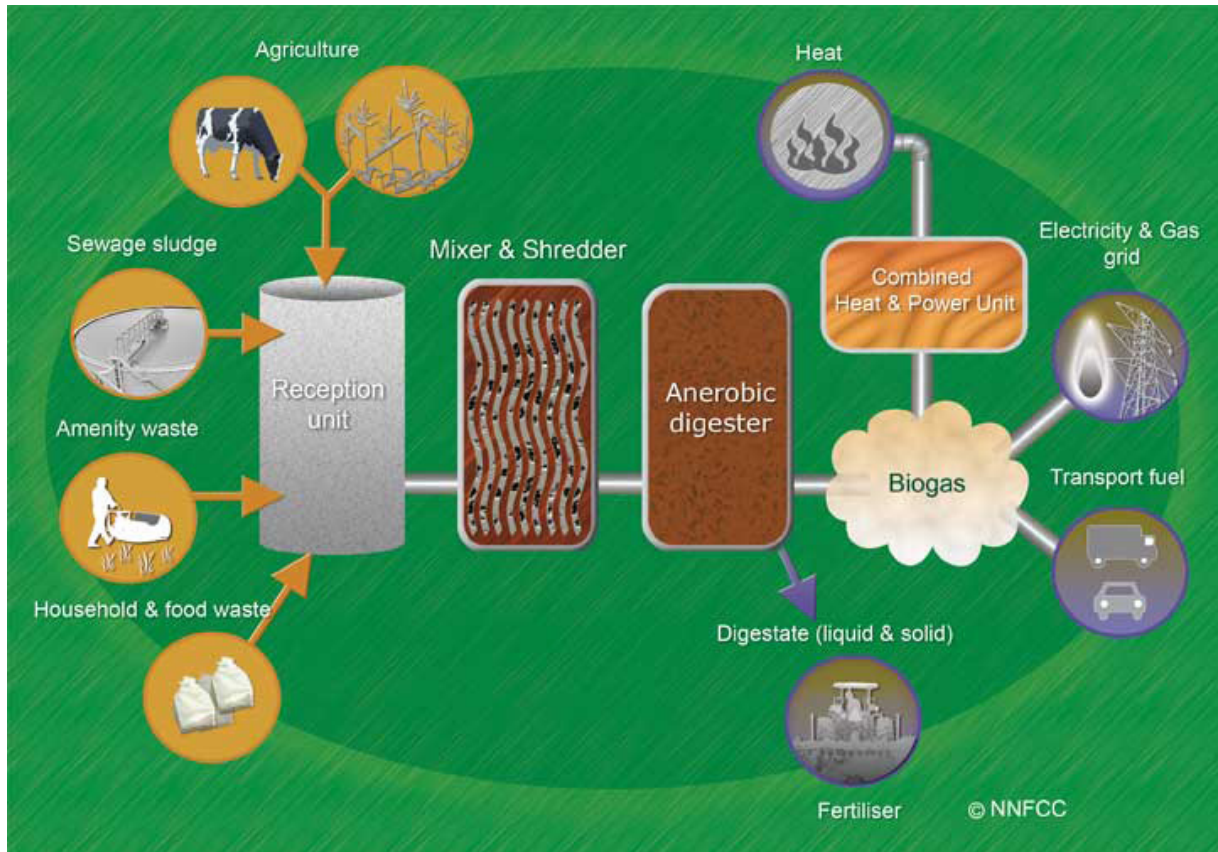 Agriculture
Heat
Sewage sludge
Mixer & Shredder
Electricity & Gas
grid
Combined
Heat & Power Unit
Reception
unit
Anerobic
digester
Amenity waste
Biogas
Transport fuel
Household & food waste
Digestate (liquid & solid)
Fertiliser
© NNFCC